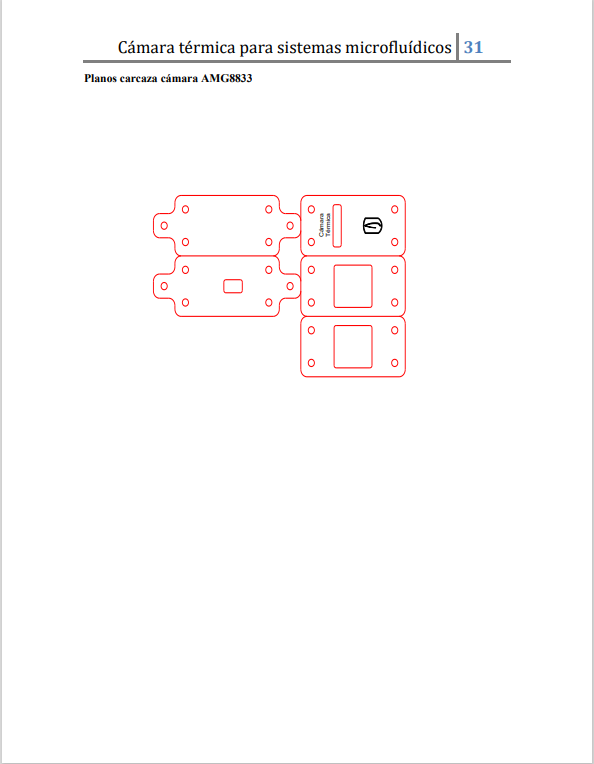 Cámara térmica para sistemas microfluídicos 31
Planos carcaza cámara AMG8833
Cámara
Térmica